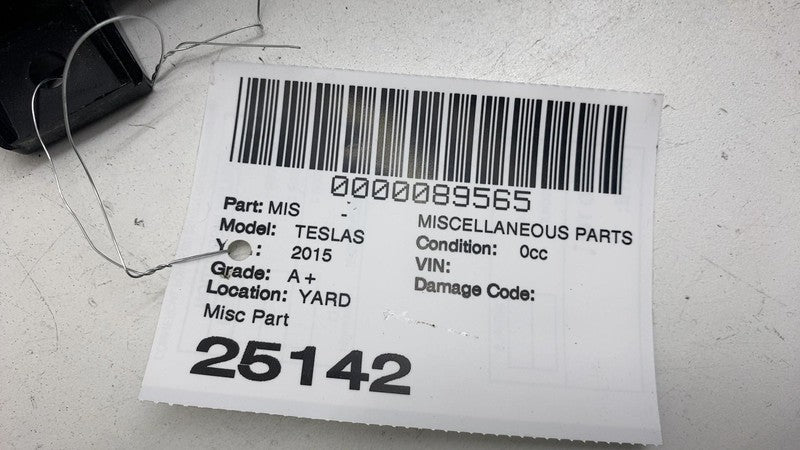 0000089565
Part: MIS - MISCELLANEOUS PARTS
Model: TESLAS Condition: 0cc
Y : 2015 VIN:
Grade: A+ Damage Code:
Location: YARD
Misc Part
25142